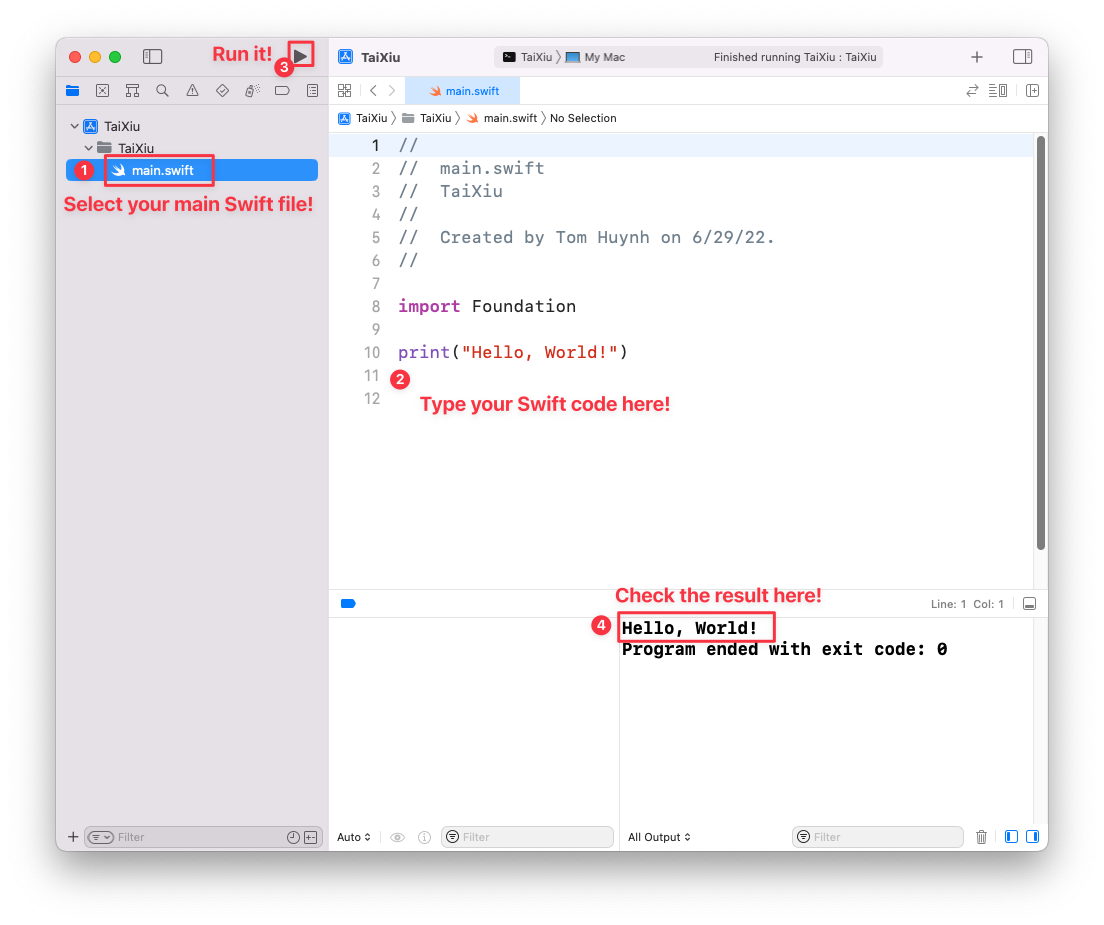 Run it!
3
TaiXiu
TaiXiu
My Mac
Finished running TaiXiu : TaiXiu
main.swift
TaiXiu
TaiXiu
main.swift
No Selection
TaiXiu
TaiXiu
1
main.swift
Select your main Swift file!
1 //
2 //  main.swift
3 //  TaiXiu
4 //
5 //  Created by Tom Huynh on 6/29/22.
6 //
7
8 import Foundation
9
10 print("Hello, World!")
11
2
12
Type your Swift code here!
Check the result here!
Line: 1 Col: 1
4
Hello, World!
Program ended with exit code: 0
Filter
Auto
Filter
All Output
Filter